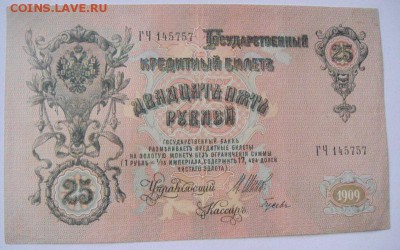 COINS.LAVE.RU
ГЧ 145757
ГОСУДАРСТВЕННЫЙ
25
КРЕДИТНЫЙ БИЛЕТЪ
ДВАДЦАТЬ ПЯТЬ
РУБЛЕЙ
ГОСУДАРСТВЕННЫЙ БАНКЪ
РАЗМѢНИВАЕТЪ КРЕДИТНЫЕ БИЛЕТЫ
НА ЗОЛОТУЮ МОНЕТУ БЕЗЪ ОГРАНИЧЕНІЯ СУММЫ
(1 РУБЛЬ = 1/15 ИМПЕРІАЛА, СОДЕРЖИТЪ 17,424 ДОЛЕЙ
ЧИСТАГО ЗОЛОТА)
ГЧ 145757
25
Управляющій
Кассиръ
1909